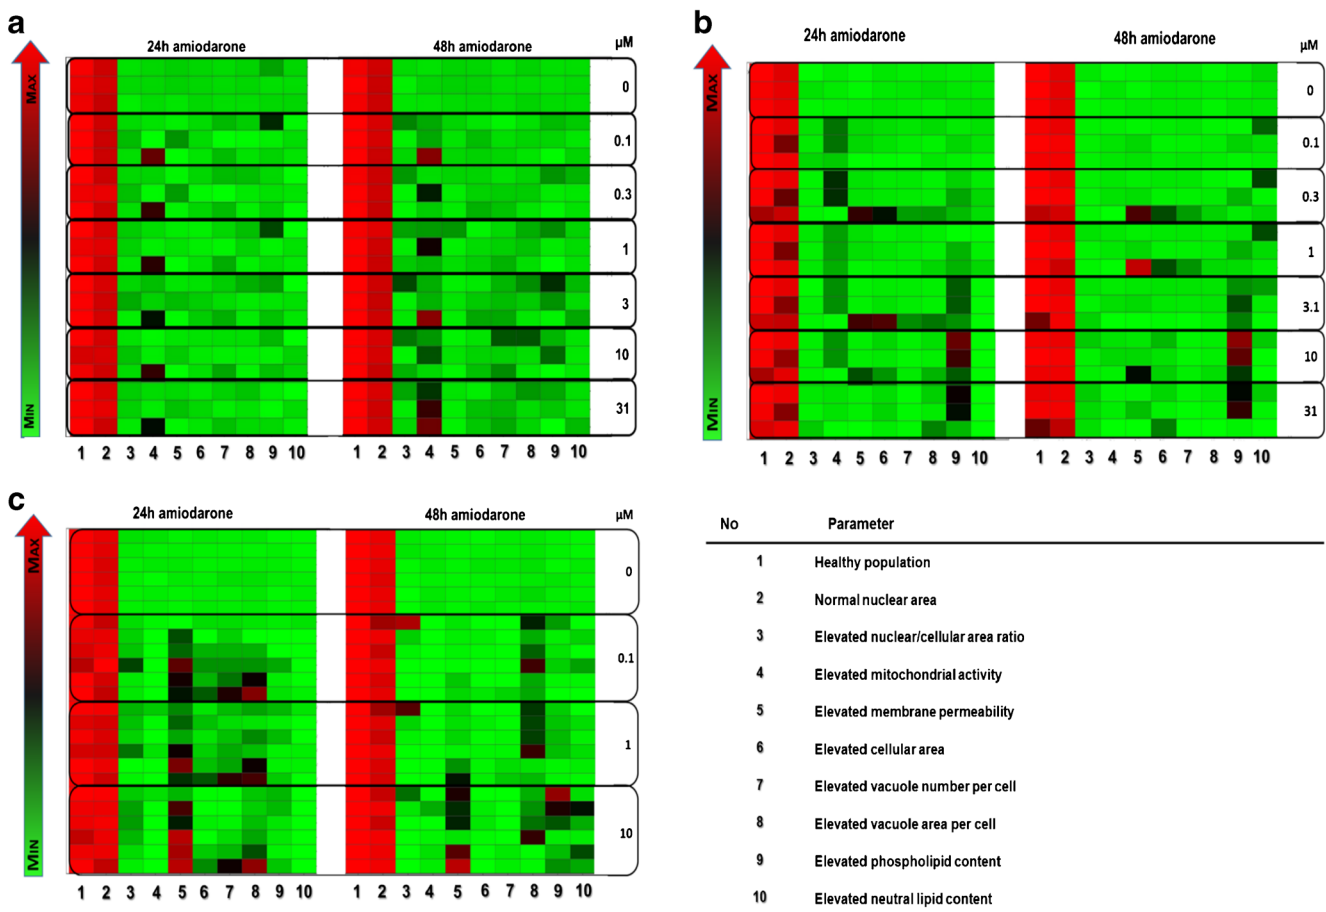 a
24h amiodarone
48h amiodarone
µM
MAX
MIN
0
0.1
0.3
1
3
10
31
1 2 3 4 5 6 7 8 9 10
1 2 3 4 5 6 7 8 9 10
b
24h amiodarone
48h amiodarone
µM
MAX
MIN
0
0.1
0.3
1
3.1
10
31
1 2 3 4 5 6 7 8 9 10
1 2 3 4 5 6 7 8 9 10
c
24h amiodarone
48h amiodarone
µM
MAX
MIN
0
0.1
1
10
1 2 3 4 5 6 7 8 9 10
1 2 3 4 5 6 7 8 9 10
No Parameter
1 Healthy population
2 Normal nuclear area
3 Elevated nuclear/cellular area ratio
4 Elevated mitochondrial activity
5 Elevated membrane permeability
6 Elevated cellular area
7 Elevated vacuole number per cell
8 Elevated vacuole area per cell
9 Elevated phospholipid content
10 Elevated neutral lipid content